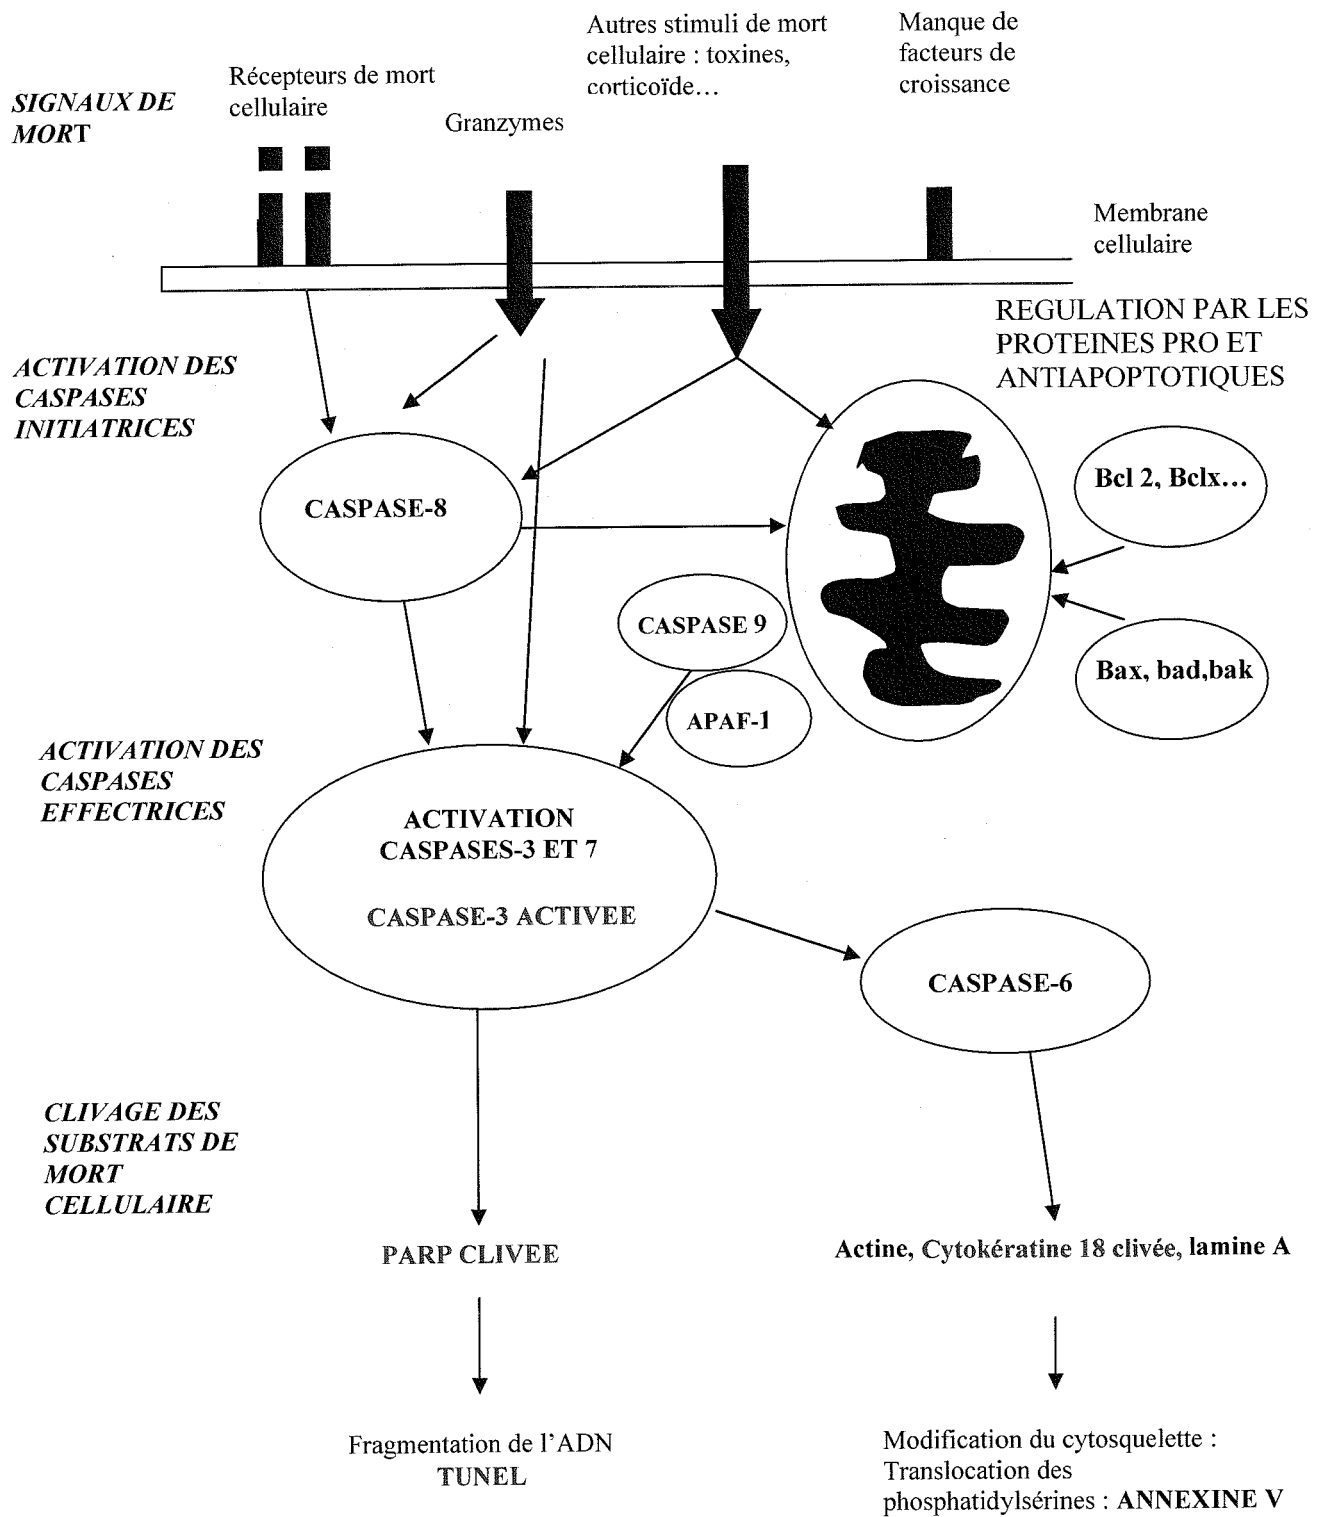 Autres stimuli de mort
cellulaire : toxines,
corticoïde…
Manque de
facteurs de
croissance
Récepteurs de mort
cellulaire
SIGNAUX DE
MORT
Granzymes
Membrane
cellulaire
REGULATION PAR LES
PROTEINES PRO ET
ANTIAPOPTOTIQUES
ACTIVATION DES
CASPASES
INITIATRICES
Bcl 2, Bclx…
CASPASE-8
CASPASE 9
Bax, bad,bak
APAF-1
ACTIVATION DES
CASPASES
EFFECTRICES
ACTIVATION
CASPASES-3 ET 7
CASPASE-3 ACTIVEE
CASPASE-6
CLIVAGE DES
SUBSTRATS DE
MORT
CELLULAIRE
PARP CLIVEE
Actine, Cytokératine 18 clivée, lamine A
Fragmentation de l’ADN
TUNEL
Modification du cytosquelette :
Translocation des
phosphatidylsérines : ANNEXINE V